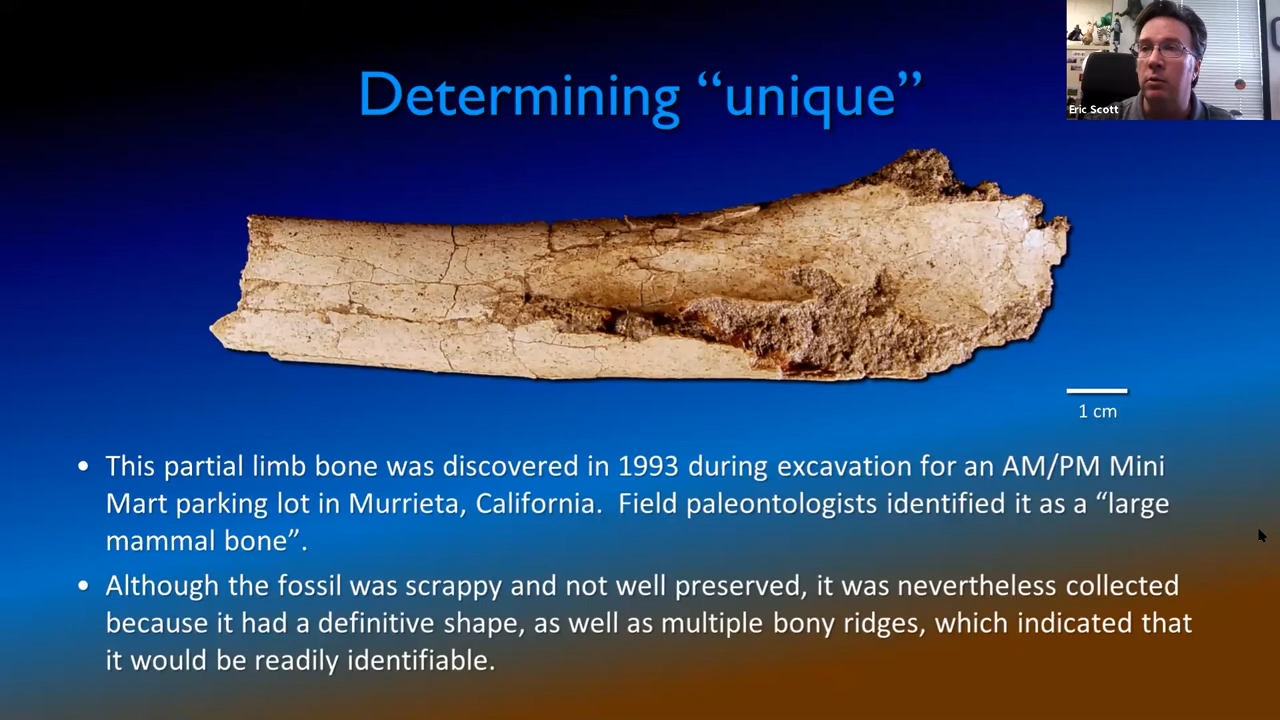 Determining “unique”
Eric Scott
1 cm
• This partial limb bone was discovered in 1993 during excavation for an AM/PM Mini
Mart parking lot in Murrieta, California.  Field paleontologists identified it as a “large
mammal bone”.
• Although the fossil was scrappy and not well preserved, it was nevertheless collected
because it had a definitive shape, as well as multiple bony ridges, which indicated that
it would be readily identifiable.